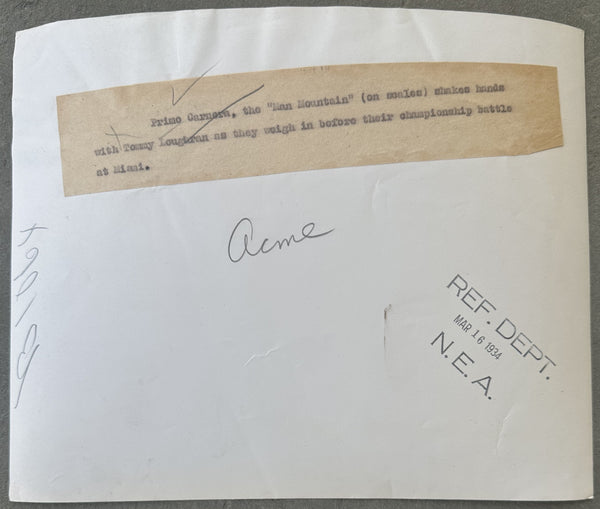 Primo Carnera, the "Man Mountain" (on scales) shakes hands
with Tommy Loughran as they weigh in before their championship battle
at Miami.
Acme
REF. DEPT.
MAR 16 1934
N.E.A.